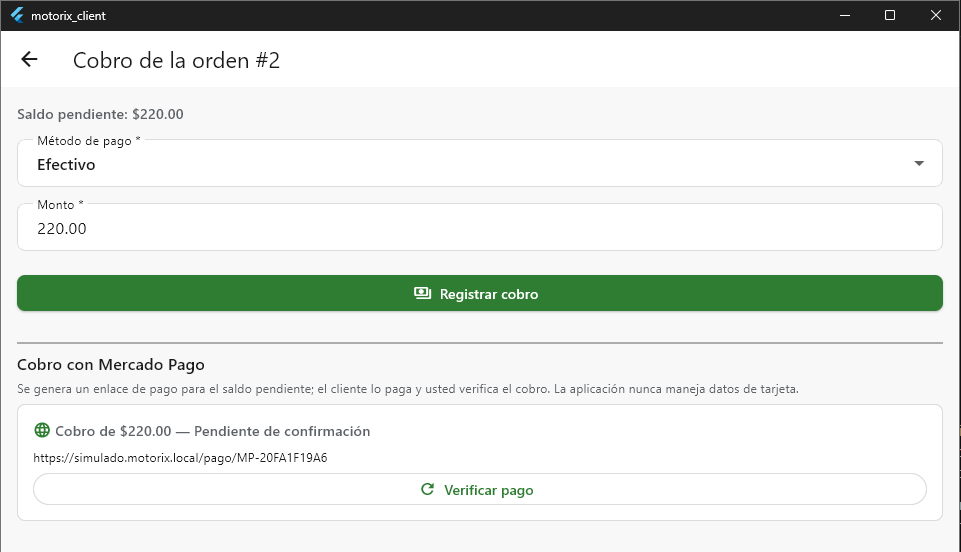 motorix_client
Cobro de la orden #2
Saldo pendiente: $220.00
Método de pago *
Efectivo
Monto *
220.00
Registrar cobro
Cobro con Mercado Pago
Se genera un enlace de pago para el saldo pendiente; el cliente lo paga y usted verifica el cobro. La aplicación nunca maneja datos de tarjeta.
Cobro de $220.00 — Pendiente de confirmación
https://simulado.motorix.local/pago/MP-20FA1F19A6
Verificar pago